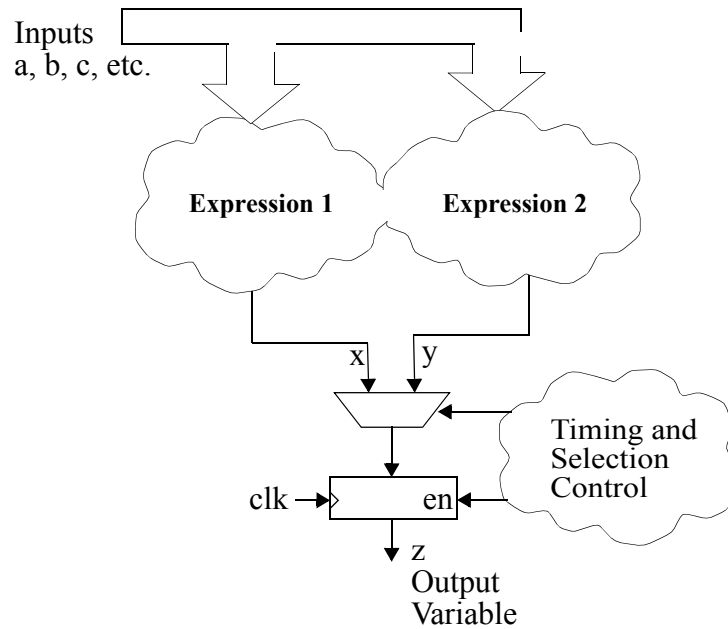 Inputs
a, b, c, etc.
Expression 1
Expression 2
x
y
Timing and
Selection
Control
clk
en
z
Output
Variable